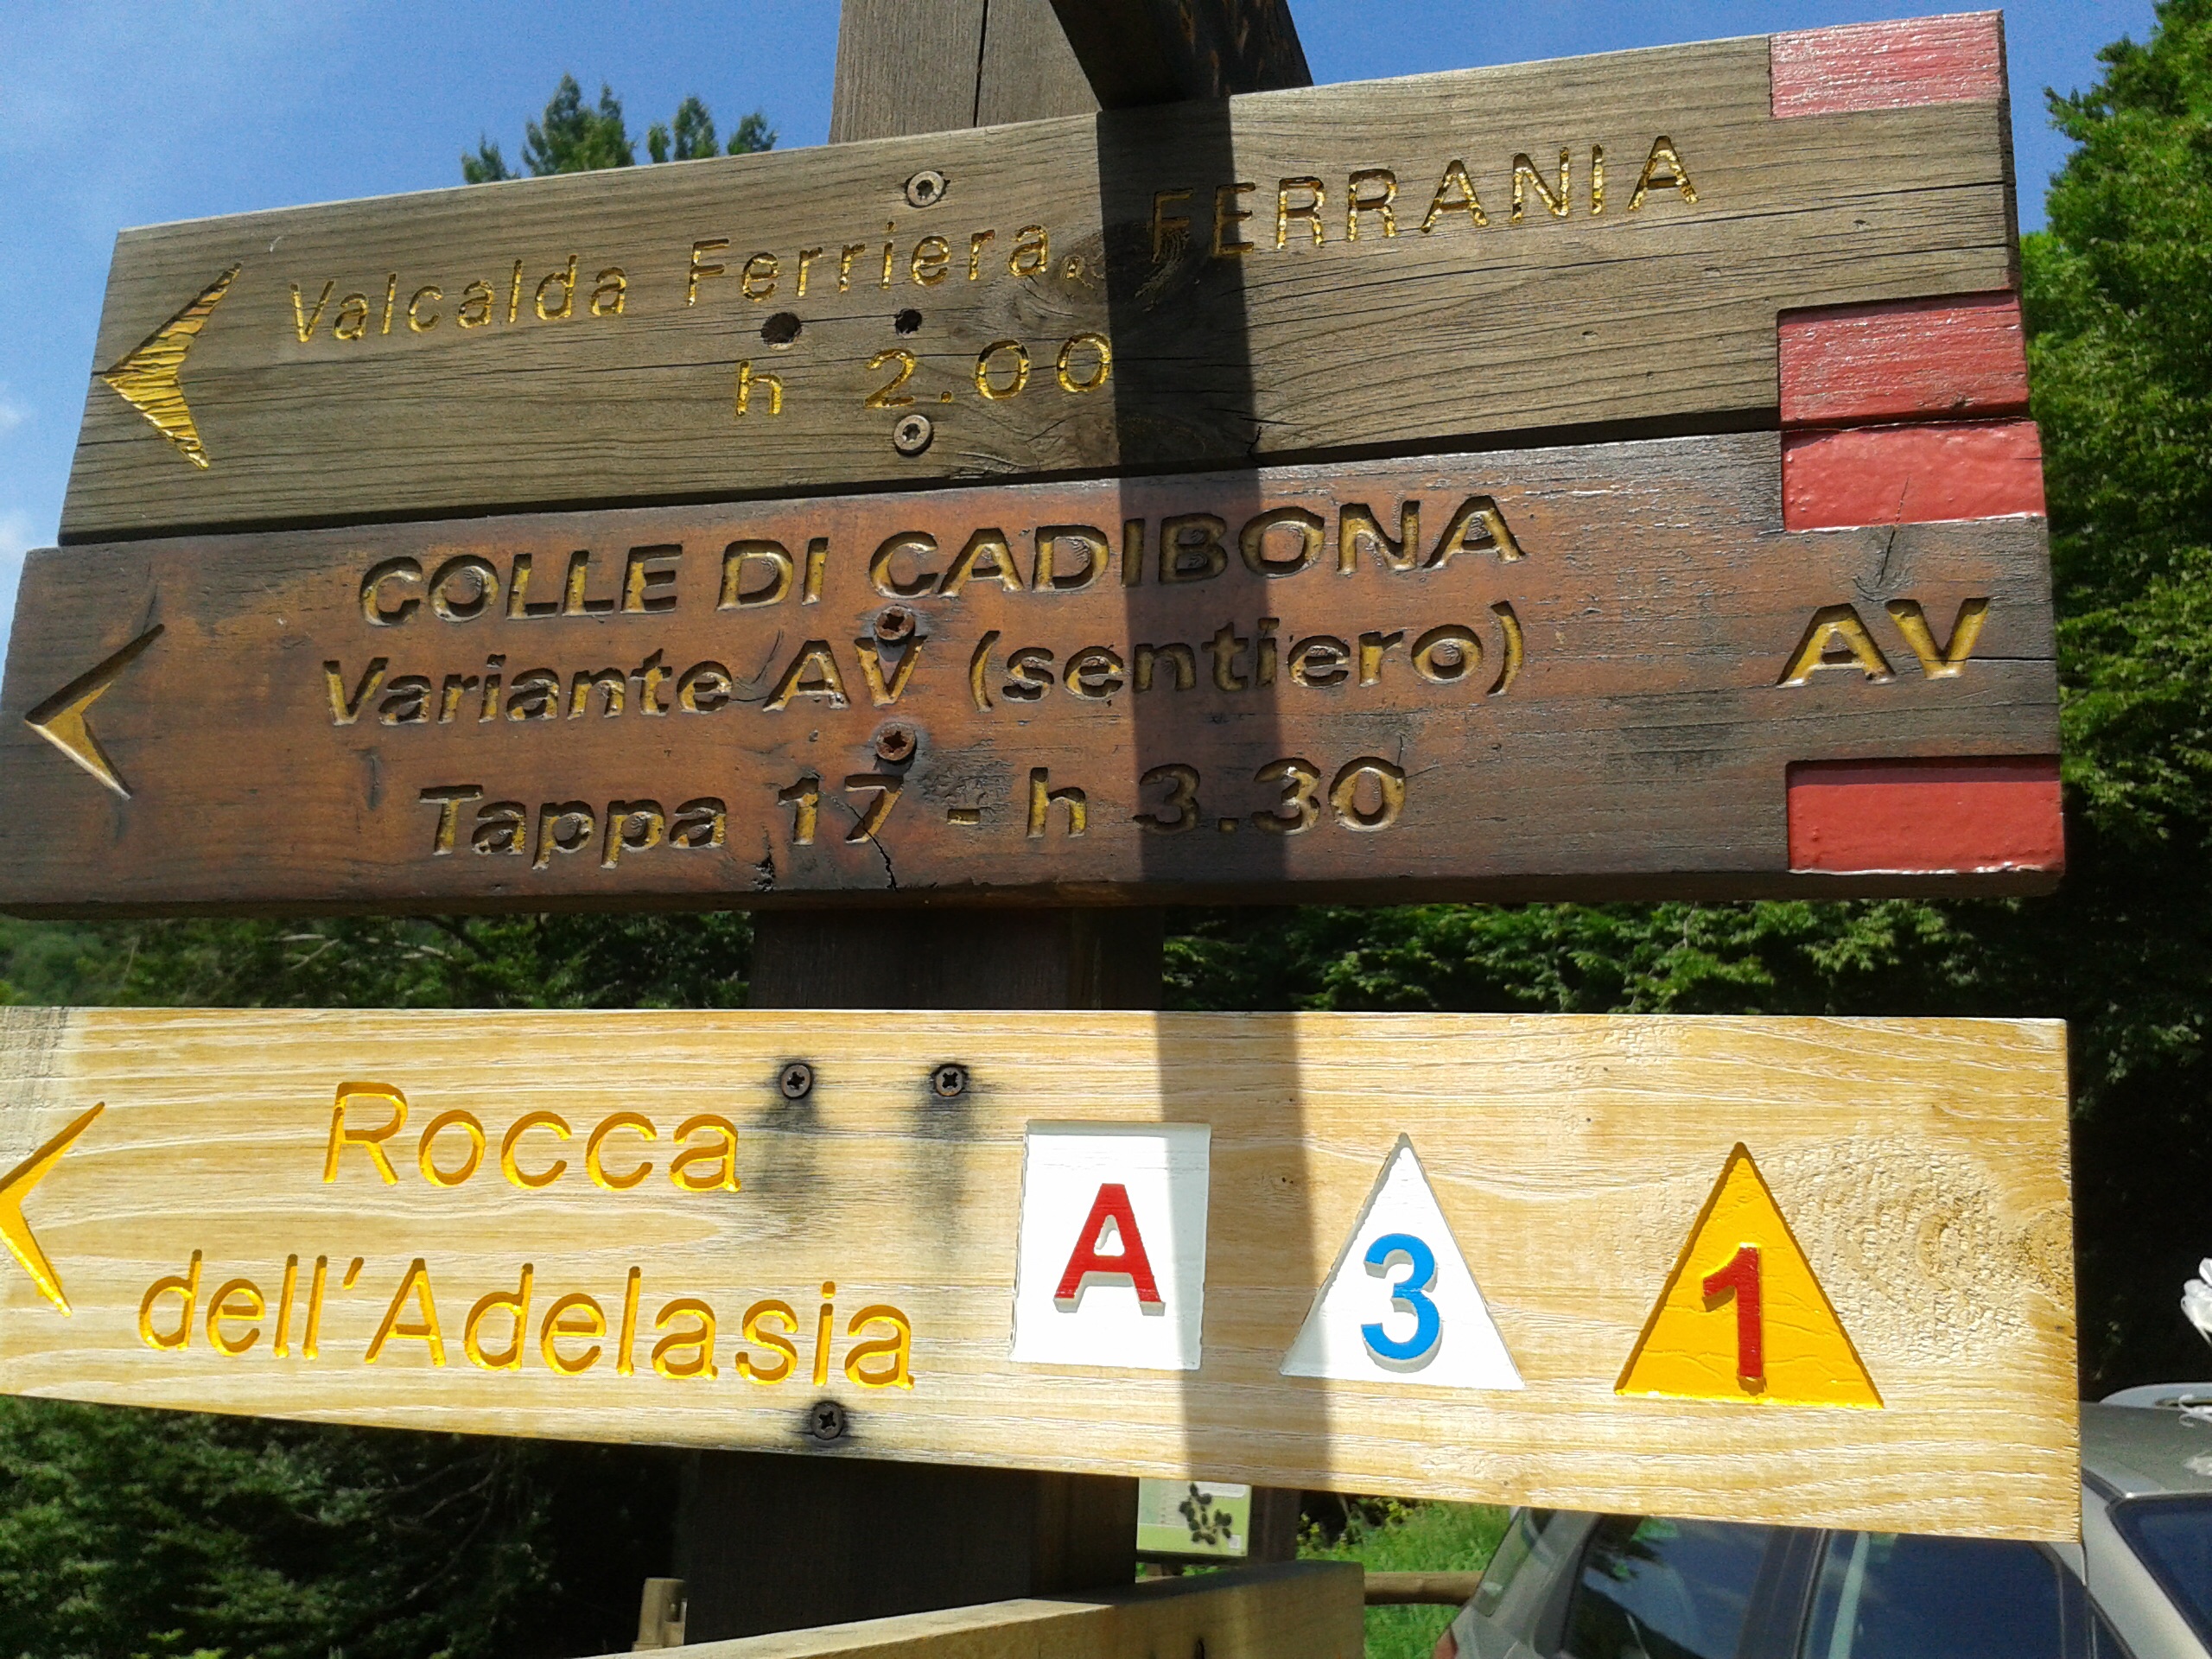 Valcalda Ferriera, FERRANIA
h 2.00
COLLE DI CADIBONA
Variante AV (sentiero)
AV
Tappa 17 - h 3.30
Rocca
dell'Adelasia
A 3 1